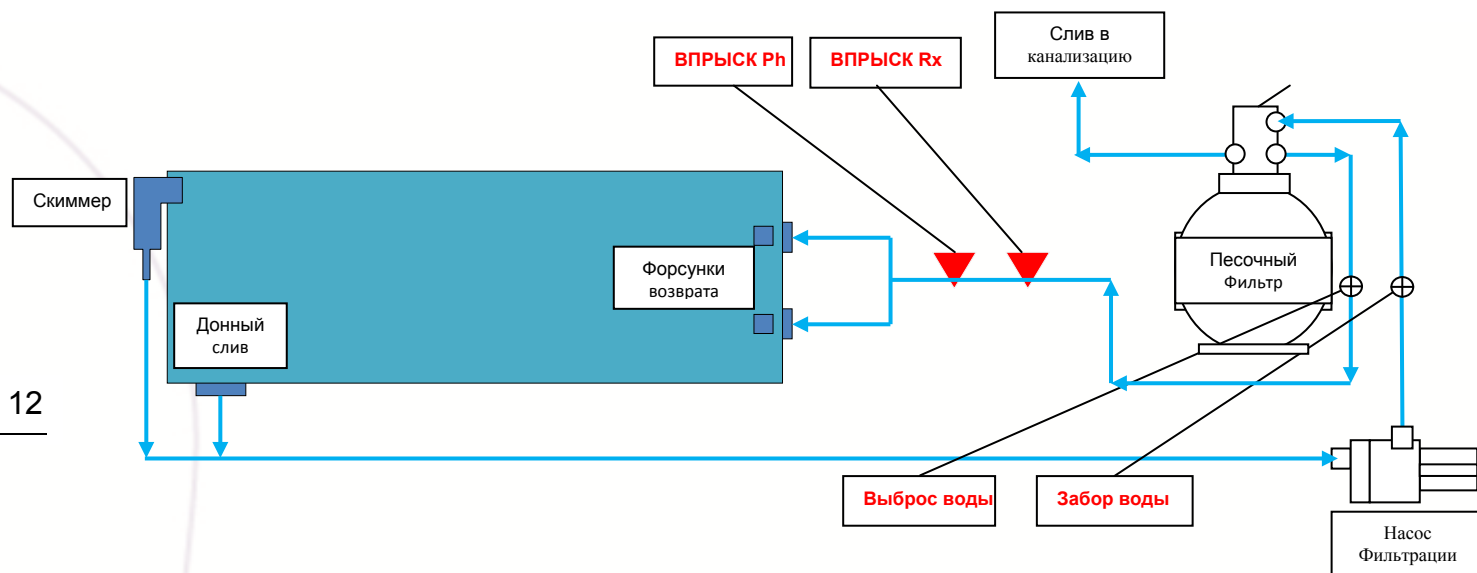 Слив в
канализацию
ВПРЫСК Ph
ВПРЫСК Rx
Скиммер
Форсунки
возврата
Песочный
Фильтр
Донный
слив
12
Выброс воды
Забор воды
Насос
Фильтрации